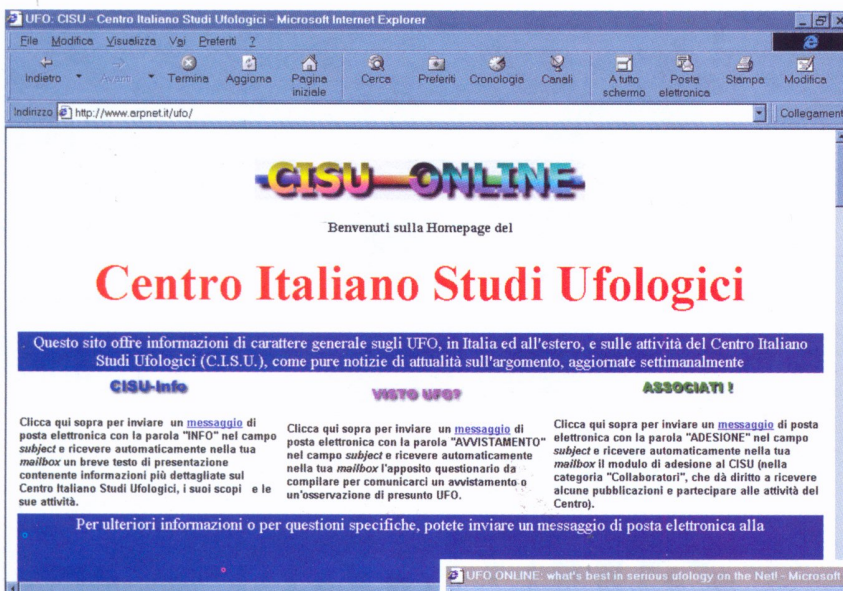 UFO: CISU - Centro Italiano Studi Ufologici - Microsoft Internet Explorer
File Modifica Visualizza Vai Preferiti ?
Indietro Avanti Termina Aggiorna Pagina iniziale Cerca Preferiti Cronologia Canali A tutto schermo Posta elettronica Stampa Modifica
Indirizzo http://www.arpnet.it/ufo/ Collegament
CISU ONLINE
Benvenuti sulla Homepage del
Centro Italiano Studi Ufologici
Questo sito offre informazioni di carattere generale sugli UFO, in Italia ed all'estero, e sulle attività del Centro Italiano
Studi Ufologici (C.I.S.U.), come pure notizie di attualità sull'argomento, aggiornate settimanalmente
CISU-Info
Clicca qui sopra per inviare un messaggio di
posta elettronica con la parola "INFO" nel campo
subject e ricevere automaticamente nella tua
mailbox un breve testo di presentazione
contenente informazioni più dettagliate sul
Centro Italiano Studi Ufologici, i suoi scopi e le
sue attività.
VISTO UFO?
Clicca qui sopra per inviare un messaggio di
posta elettronica con la parola "AVVISTAMENTO"
nel campo subject e ricevere automaticamente
nella tua mailbox l'apposito questionario da
compilare per comunicarci un avvistamento o
un'osservazione di presunto UFO.
ASSOCIATI !
Clicca qui sopra per inviare un messaggio di posta
elettronica con la parola "ADESIONE" nel campo
subject e ricevere automaticamente nella tua
mailbox il modulo di adesione al CISU (nella
categoria "Collaboratori", che dà diritto a ricevere
alcune pubblicazioni e partecipare alle attività del
Centro).
Per ulteriori informazioni o per questioni specifiche, potete inviare un messaggio di posta elettronica alla
UFO ONLINE: what's best in serious ufology on the Net! - Microsoft